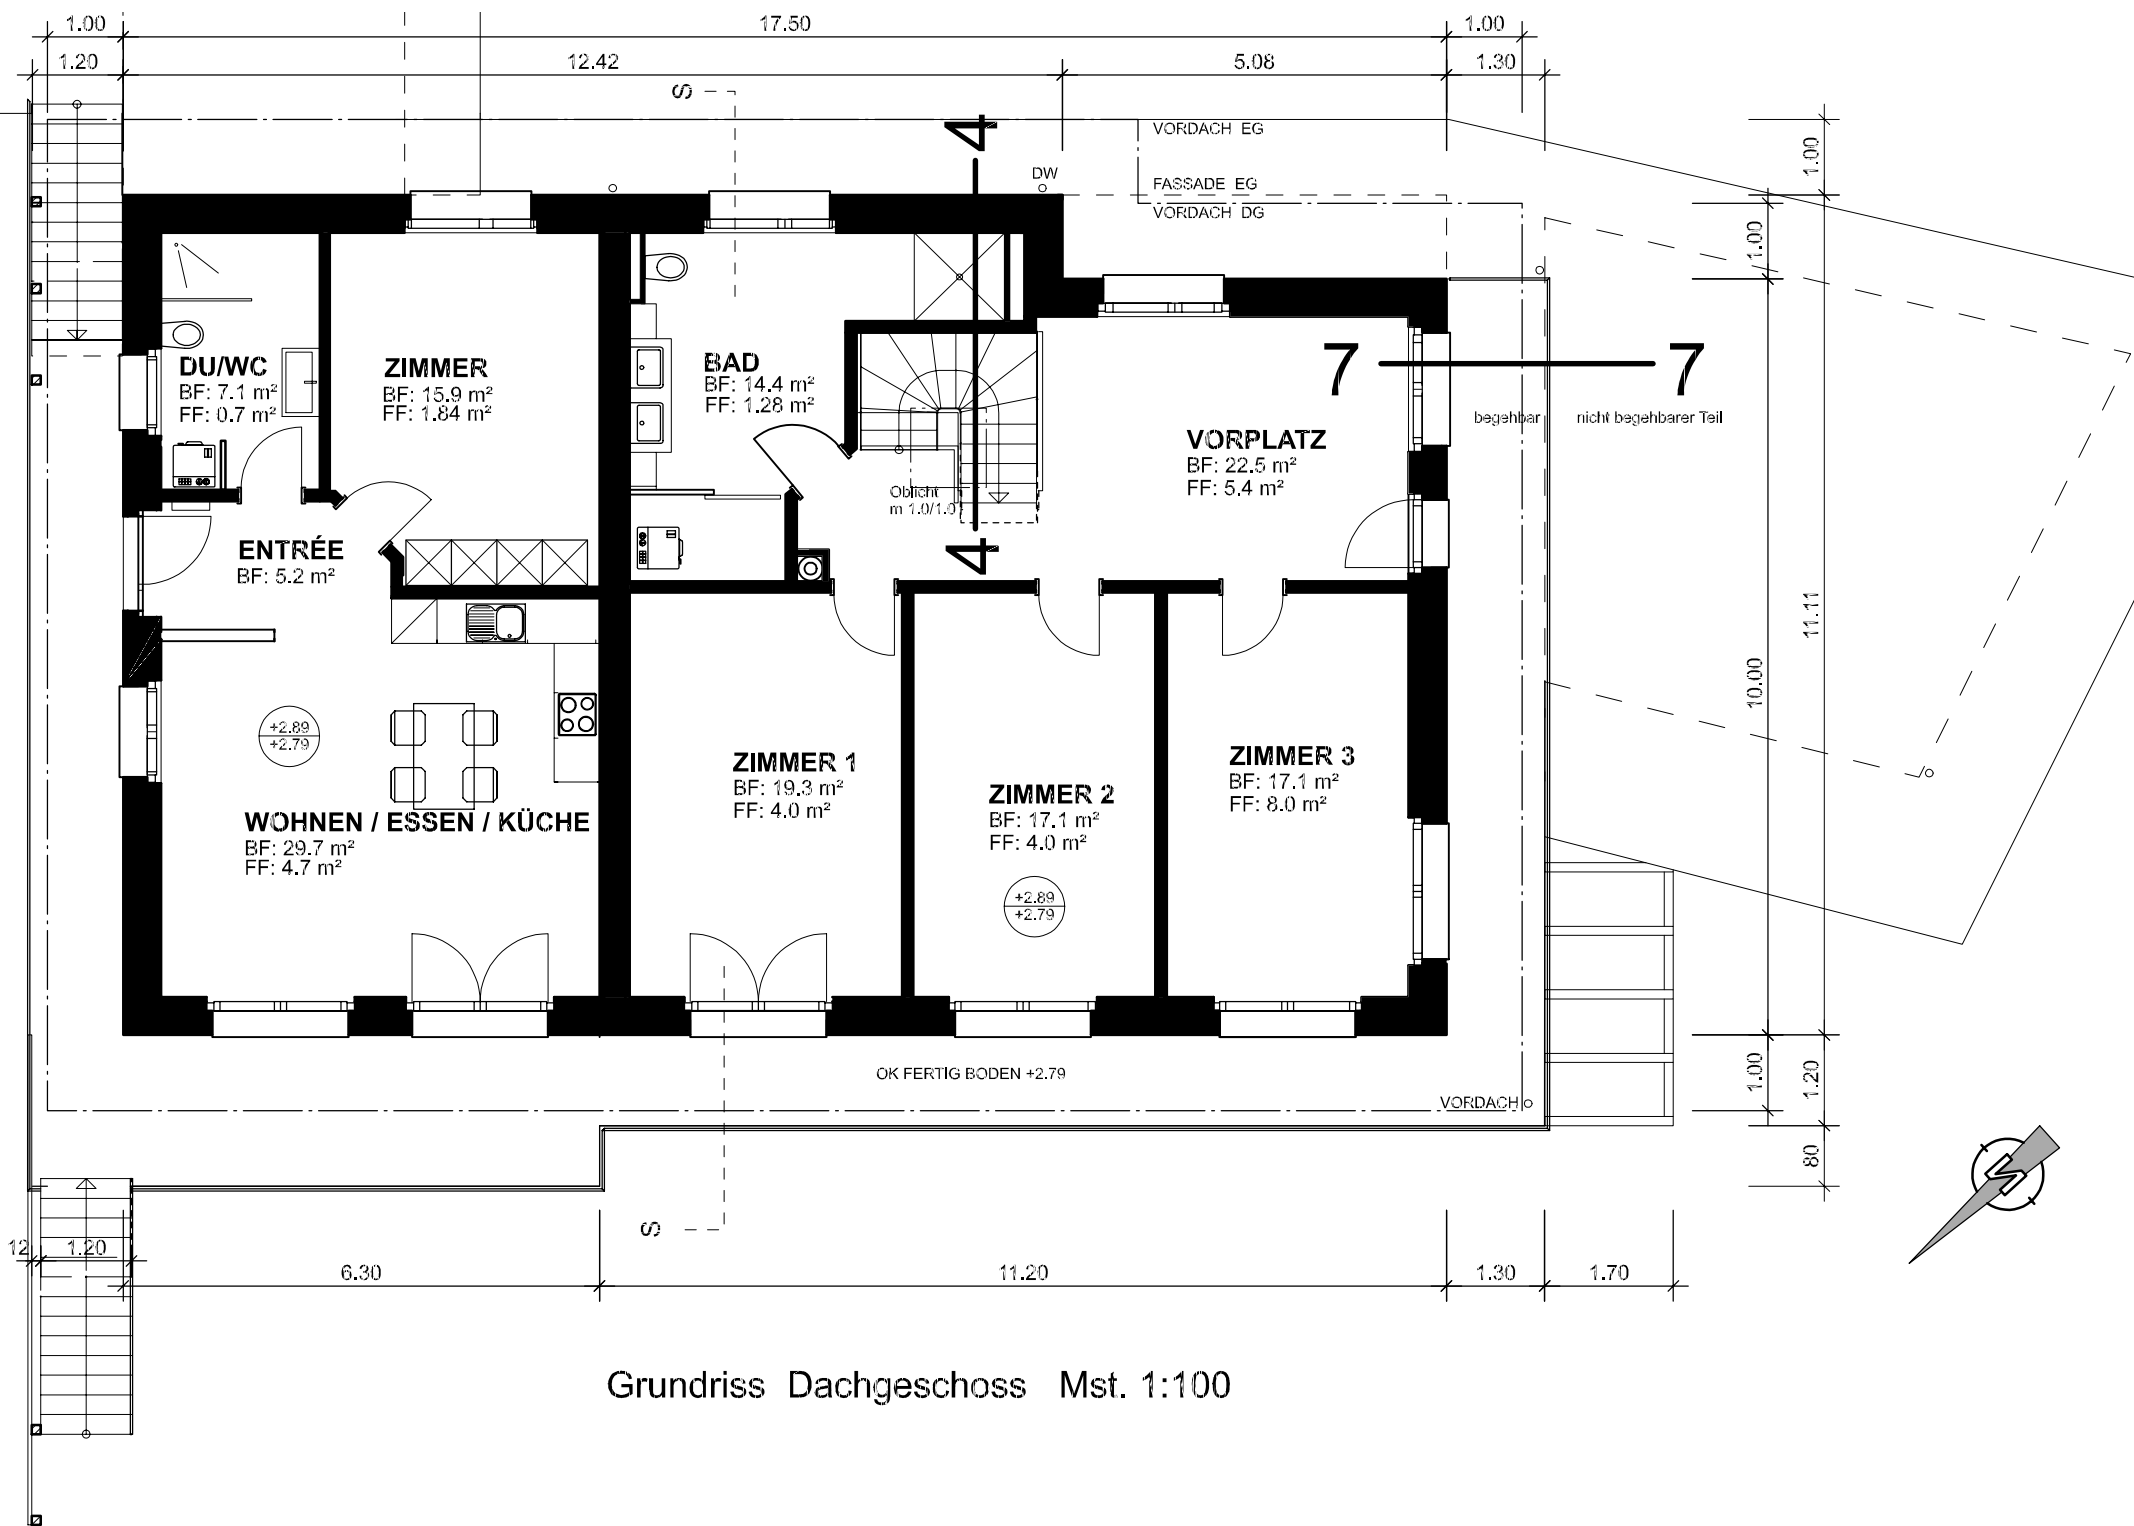 1.00
17.50
1.00
1.20
12.42
5.08
1.30
S
4
VORDACH EG
DW
FASSADE EG
VORDACH DG
1.00
1.00
DU/WC
BF: 7.1 m²
FF: 0.7 m²
ZIMMER
BF: 15.9 m²
FF: 1.84 m²
BAD
BF: 14.4 m²
FF: 1.28 m²
7
7
begehbar
nicht begehbarer Teil
VORPLATZ
BF: 22.5 m²
FF: 5.4 m²
Oblicht
m 1.0/1.0
4
ENTRÉE
BF: 5.2 m²
11.11
10.00
+2.89
+2.79
WOHNEN / ESSEN / KÜCHE
BF: 29.7 m²
FF: 4.7 m²
ZIMMER 1
BF: 19.3 m²
FF: 4.0 m²
ZIMMER 2
BF: 17.1 m²
FF: 4.0 m²
+2.89
+2.79
ZIMMER 3
BF: 17.1 m²
FF: 8.0 m²
OK FERTIG BODEN +2.79
VORDACH
1.00
1.20
80
N
S
12
1.20
6.30
11.20
1.30
1.70
Grundriss Dachgeschoss Mst. 1:100